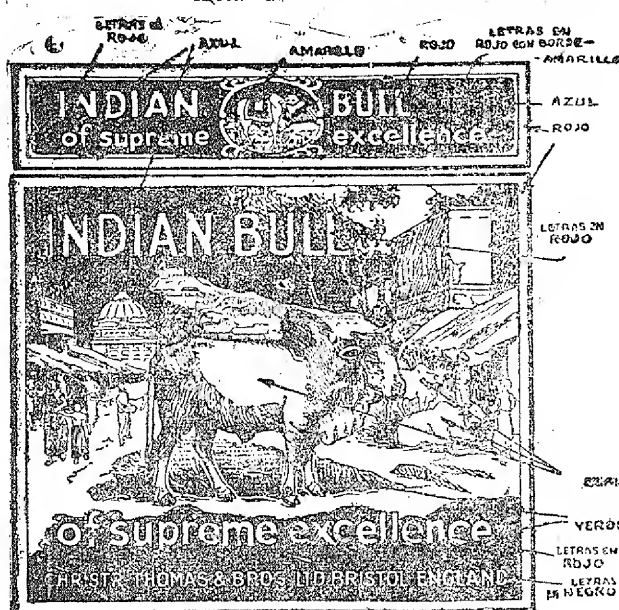 LETRAS EN ROJO
AZUL
AMARILLO
ROJO
LETRAS EN
ROJO CON BORDE
AMARILLO
INDIAN BULL
of supreme excellence
AZUL
ROJO
INDIAN BULL
LETRAS EN
ROJO
of supreme excellence
VERDE
LETRAS EN
ROJO
LETRAS
EN NEGRO
CHRISTR. THOMAS & BROS LTD. BRISTOL ENGLAND